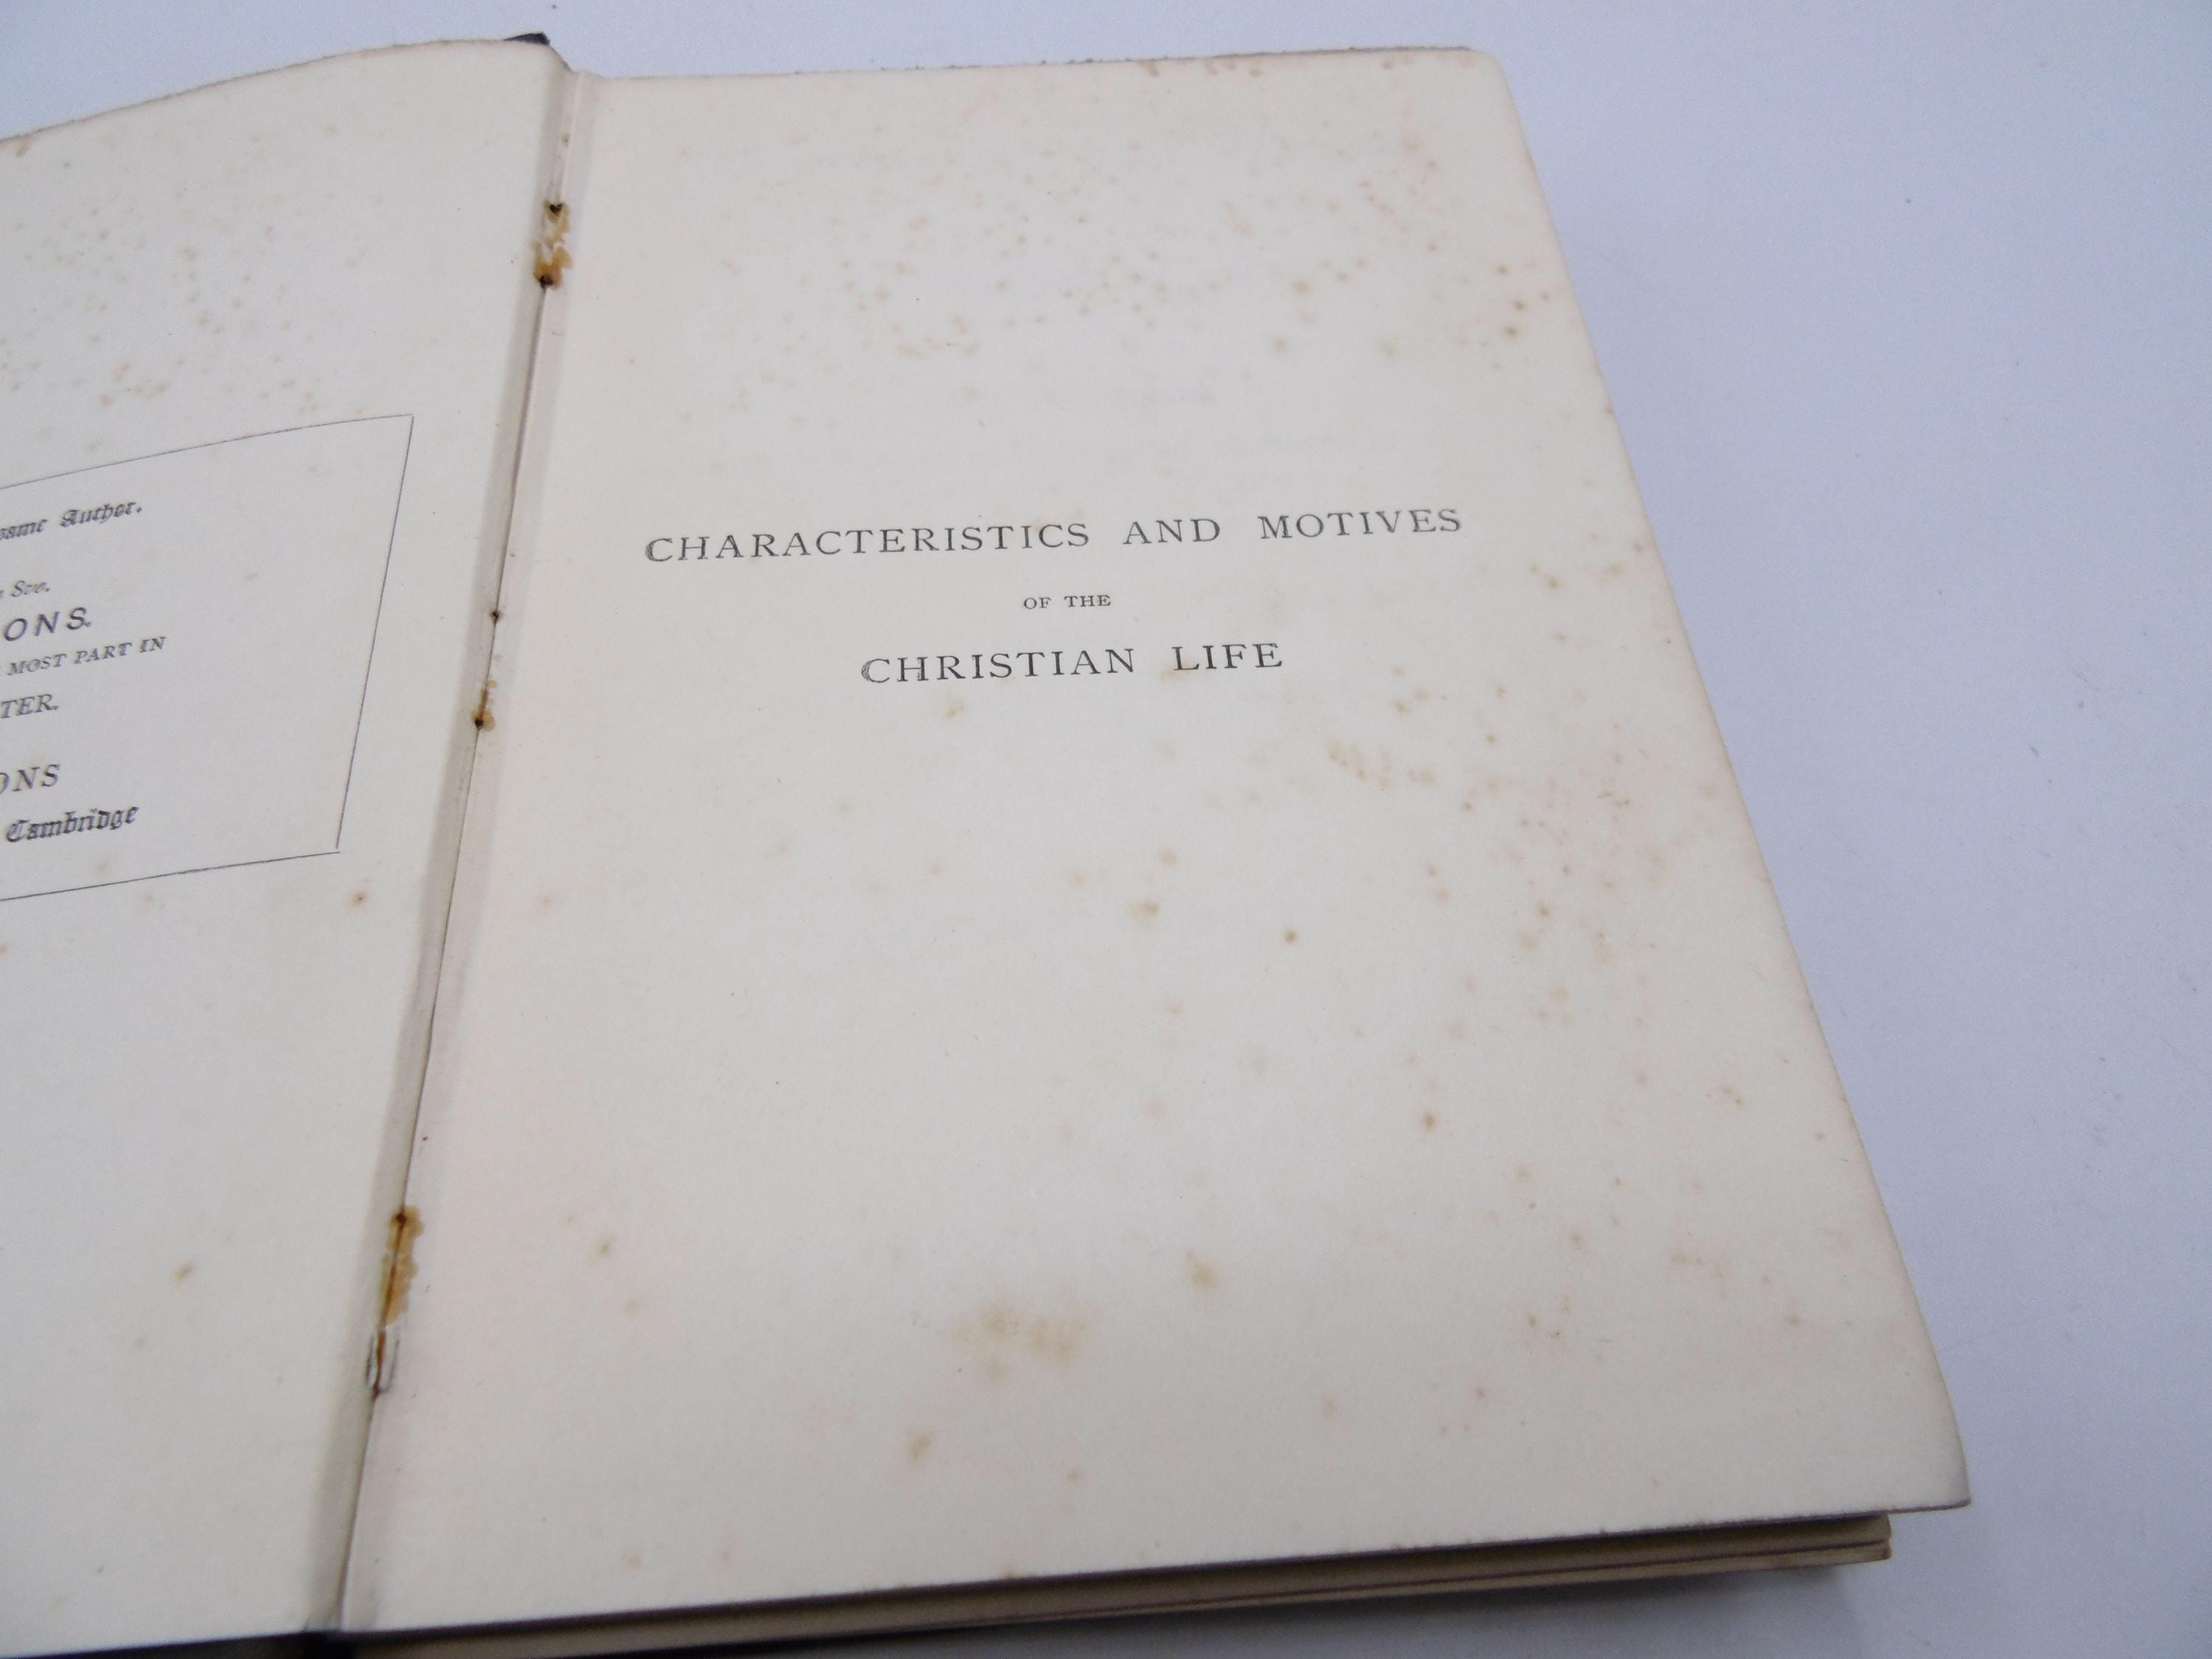 same Author.
8vo.
ONS.
MOST PART IN
TER.
ONS
Cambridge
CHARACTERISTICS AND MOTIVES
OF THE
CHRISTIAN LIFE